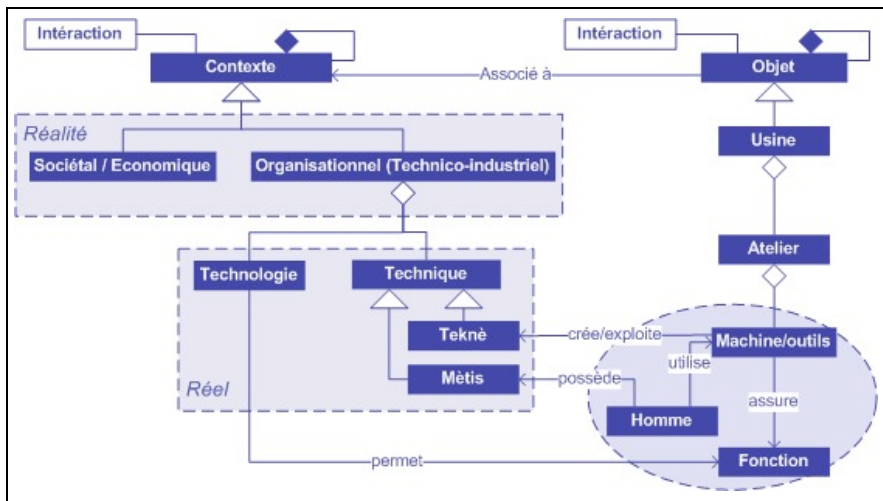 Intéraction
Intéraction
Contexte
Associé à
Objet
Réalité
Usine
Sociétal / Economique
Organisationnel (Technico-industriel)
Atelier
Technologie
Technique
Teknè
crée/exploite
Machine/outils
utilise
Mètis
possède
Réel
assure
Homme
permet
Fonction